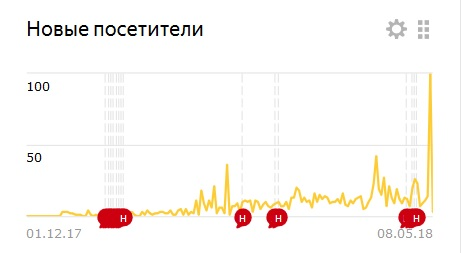 Новые посетители
100
50
Н Н Н Н
01.12.17 08.05.18